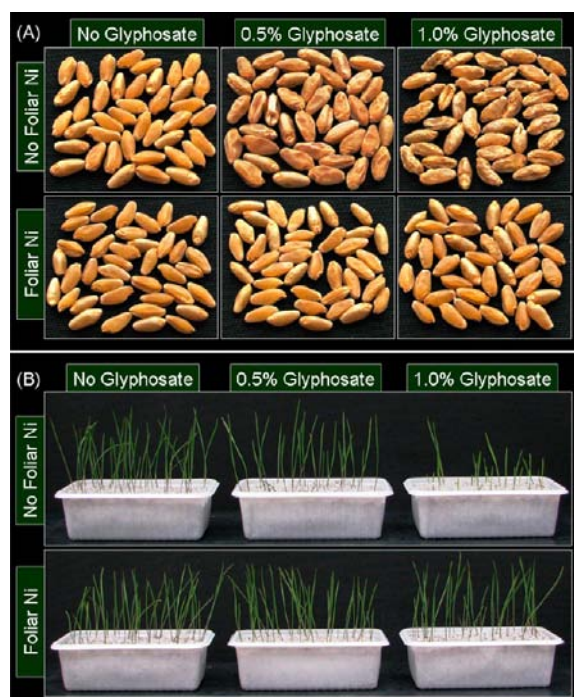 (A)
No Glyphosate
0.5% Glyphosate
1.0% Glyphosate
No Foliar Ni
Foliar Ni
(B)
No Glyphosate
0.5% Glyphosate
1.0% Glyphosate
No Foliar Ni
Foliar Ni